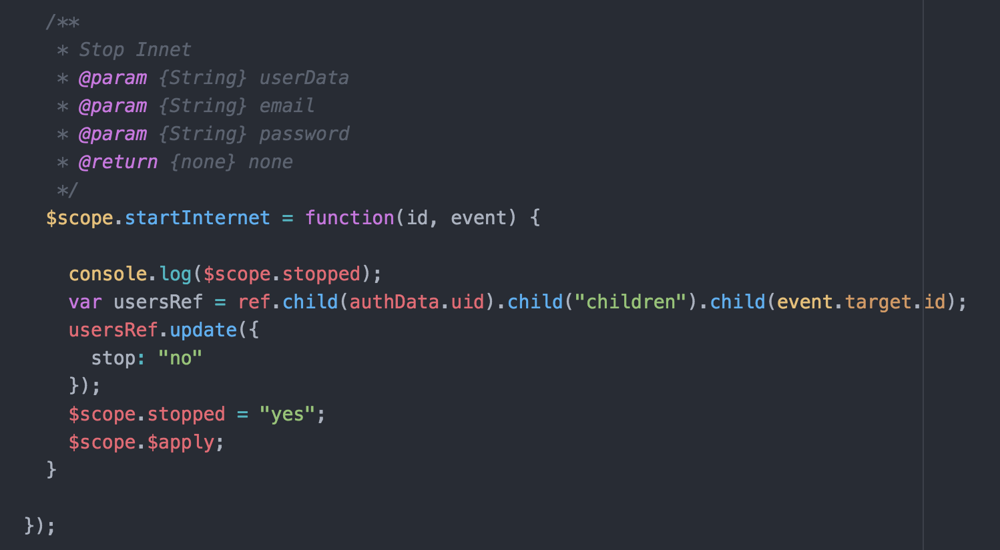 /**
* Stop Innet
* @param {String} userData
* @param {String} email
* @param {String} password
* @return {none} none
*/
$scope.startInternet = function(id, event) {
console.log($scope.stopped);
var usersRef = ref.child(authData.uid).child("children").child(event.target.id);
usersRef.update({
stop: "no"
});
$scope.stopped = "yes";
$scope.$apply;
}
});